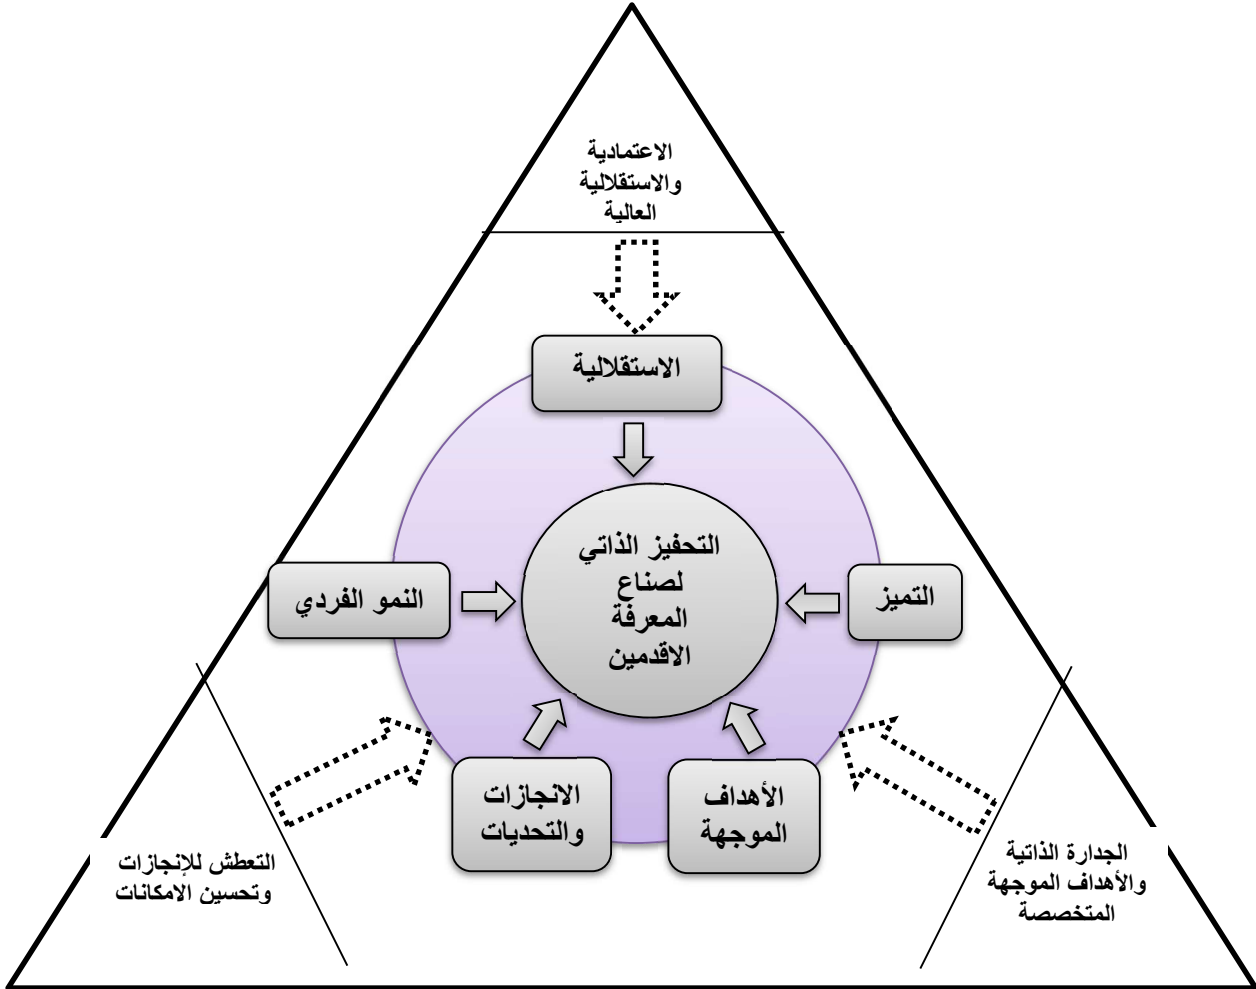 الاعتمادية
والاستقلالية
العالية
الاستقلالية
التحفيز الذاتي
لصناع
المعرفة
الاقدمين
التميز
النمو الفردي
الأهداف
الموجهة
الانجازات
والتحديات
الجدارة الذاتية
والأهداف الموجهة
المتخصصة
التعطش للإنجازات
وتحسين الامكانات